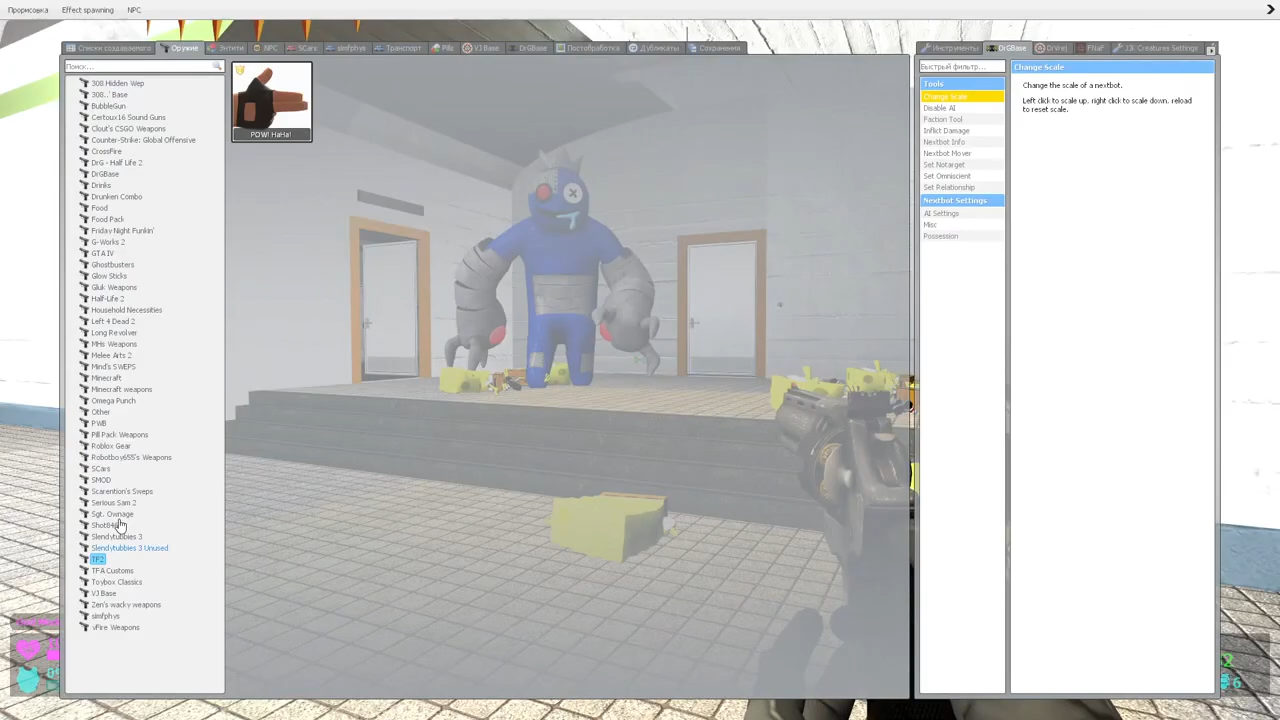 Прорисовка Effect spawning NPC
Списки создаваемого Оружие Энтити NPC SCars simfphys Транспорт Pills VJ Base DrGBase Постобработка Дубликаты Сохранения
Поиск...
308 Hidden Wep
308..' Base
BubbleGun
Certoux16 Sound Guns
Clout's CSGO Weapons
Counter-Strike: Global Offensive
CrossFire
DrG - Half Life 2
DrGBase
Drinks
Drunken Combo
Food
Food Pack
Friday Night Funkin'
G-Works 2
GTA IV
Ghostbusters
Glow Sticks
Gluk Weapons
Half-Life 2
Household Necessities
Left 4 Dead 2
Long Revolver
MHs Weapons
Melee Arts 2
Mind's SWEPS
Minecraft
Minecraft weapons
Omega Punch
Other
PWB
Pill Pack Weapons
Roblox Gear
Robotboy655's Weapons
SCars
SMOD
Scarention's Sweps
Serious Sam 2
Sgt. Ownage
Slendytubbies 3
Slendytubbies 3 Unused
TF2
TFA Customs
Toybox Classics
VJ Base
Zen's wacky weapons
simfphys
vFire Weapons
POW! HaHa!
Инструменты DrGBase DrVrej FNaF J3I Creatures Settings
Быстрый фильтр...
Tools
Change Scale
Disable AI
Faction Tool
Inflict Damage
Nextbot Info
Nextbot Mover
Set Notarget
Set Omniscient
Set Relationship
Nextbot Settings
AI Settings
Misc
Possession
Change Scale
Change the scale of a nextbot.
Left click to scale up, right click to scale down, reload
to reset scale.